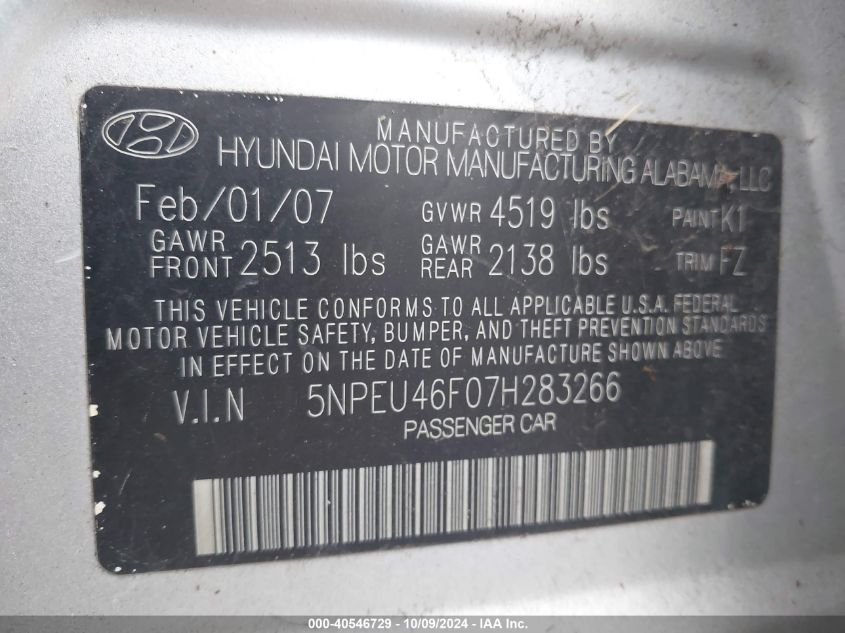 MANUFACTURED BY
HYUNDAI MOTOR MANUFACTURING ALABAMA, LLC
Feb/01/07 GVWR 4519 lbs PAINT K1
GAWR FRONT 2513 lbs GAWR REAR 2138 lbs TRIM FZ
THIS VEHICLE CONFORMS TO ALL APPLICABLE U.S.A. FEDERAL
MOTOR VEHICLE SAFETY, BUMPER, AND THEFT PREVENTION STANDARDS
IN EFFECT ON THE DATE OF MANUFACTURE SHOWN ABOVE
V.I.N 5NPEU46F07H283266
PASSENGER CAR
000-40546729 - 10/09/2024 - IAAI Inc.